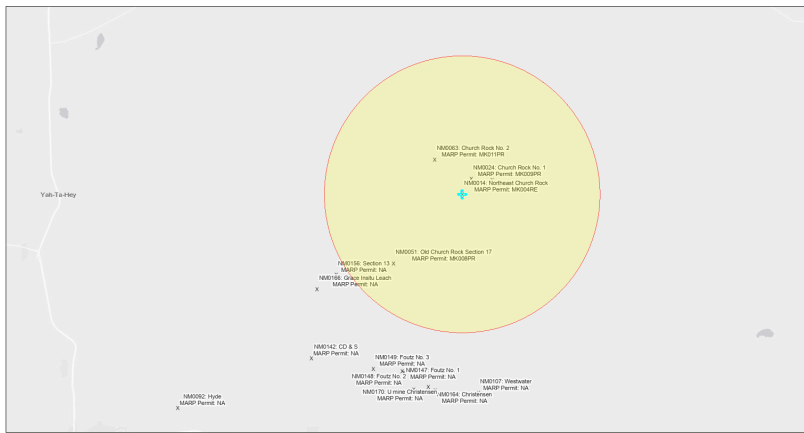 NM0063: Church Rock No. 2
MARP Permit: MK011PR
NM0024: Church Rock No. 1
MARP Permit: MK009PR
NM0014: Northeast Church Rock
MARP Permit: MK004RE
Yah-Ta-Hey
NM0051: Old Church Rock Section 17
MARP Permit: MK008PR
NM0156: Section 13
MARP Permit: NA
NM0166: Grace Insitu Leach
MARP Permit: NA
NM0142: CD & S
MARP Permit: NA
NM0149: Foutz No. 3
MARP Permit: NA
NM0147: Foutz No. 1
MARP Permit: NA
NM0148: Foutz No. 2
MARP Permit: NA
NM0107: Westwater
MARP Permit: NA
NM0170: U mine Christensen
MARP Permit: NA
NM0164: Christensen
MARP Permit: NA
NM0092: Hyde
MARP Permit: NA